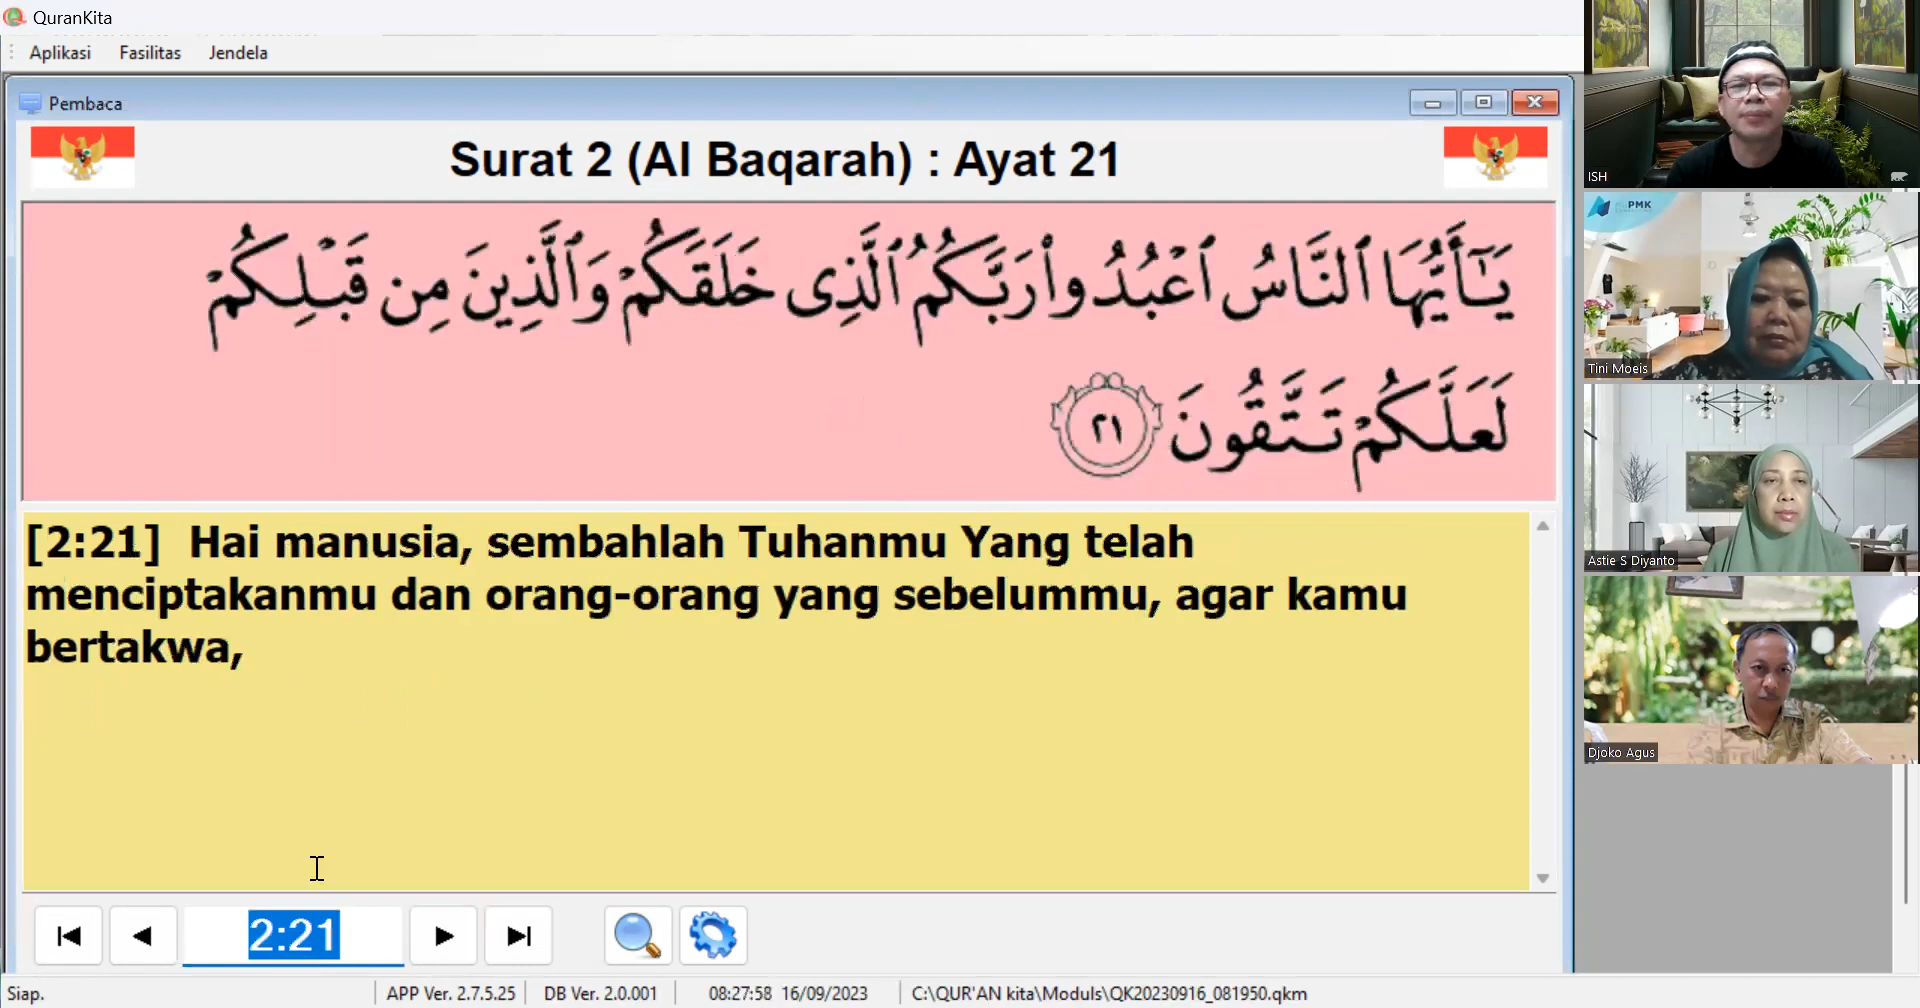 QuranKita
Aplikasi Fasilitas Jendela
Pembaca
Surat 2 (Al Baqarah) : Ayat 21
يَـٰٓأَيُّهَا ٱلنَّاسُ ٱعْبُدُوا۟ رَبَّكُمُ ٱلَّذِى خَلَقَكُمْ وَٱلَّذِينَ مِن قَبْلِكُمْ
لَعَلَّكُمْ تَتَّقُونَ ٢١
[2:21] Hai manusia, sembahlah Tuhanmu Yang telah
menciptakanmu dan orang-orang yang sebelummu, agar kamu
bertakwa,
2:21
Siap. APP Ver. 2.7.5.25 DB Ver. 2.0.001 08:27:58 16/09/2023 C:\QUR'AN kita\Moduls\QK20230916_081950.qkm
ISH
PMK
Tini Moeis
Astie S Diyanto
Djoko Agus